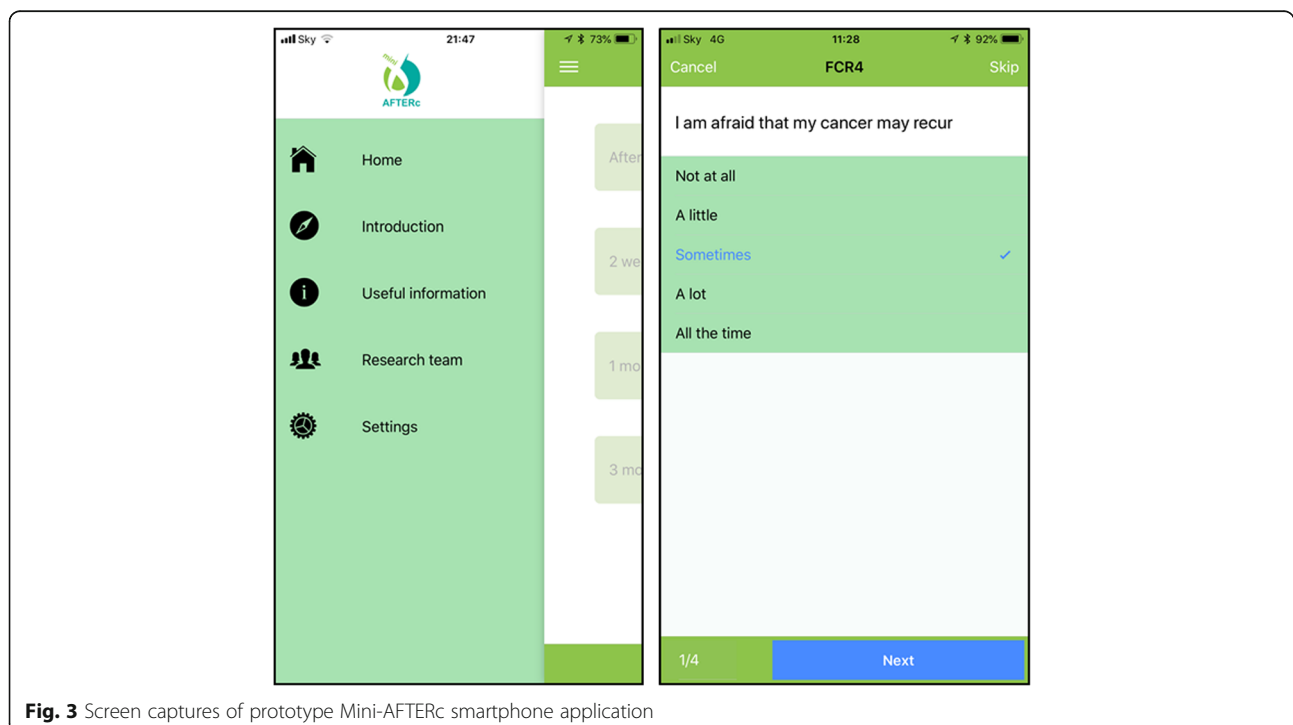 Sky 21:47 73%
mini
AFTERc
Home
Introduction
Useful information
Research team
Settings
After
2 we
1 mo
3 mo
Sky 4G 11:28 92%
Cancel FCR4 Skip
I am afraid that my cancer may recur
Not at all
A little
Sometimes
A lot
All the time
1/4 Next
Fig. 3 Screen captures of prototype Mini-AFTERc smartphone application